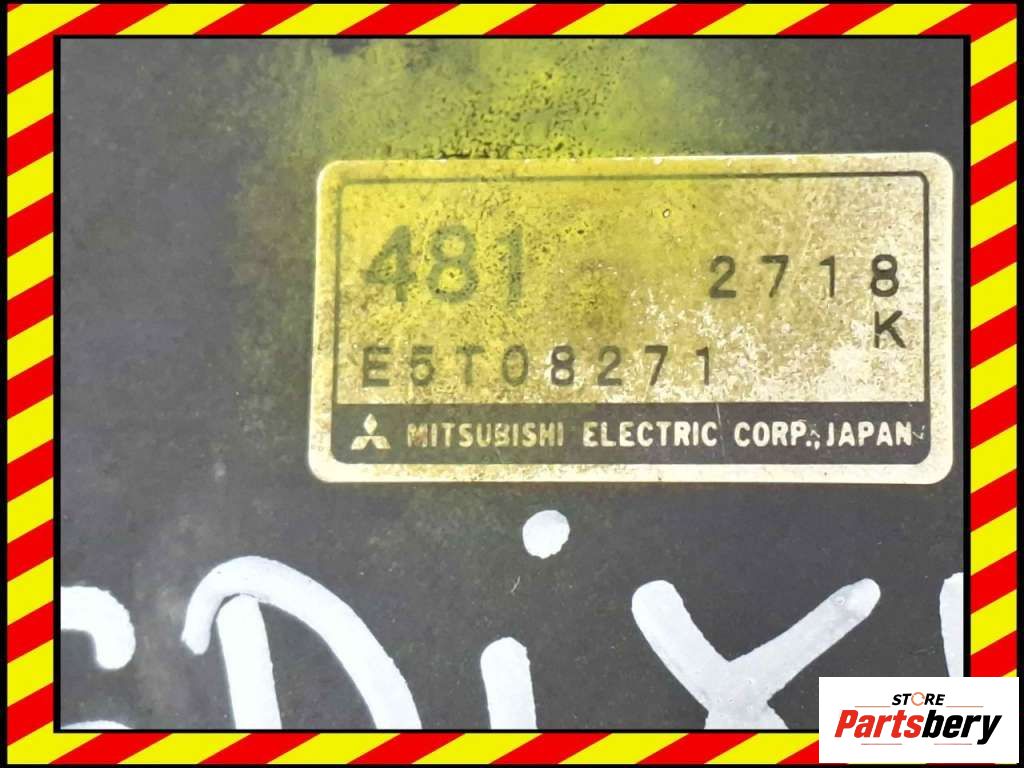 481 2718
K
E5T08271
MITSUBISHI ELECTRIC CORP., JAPAN
STORE
Partsbery